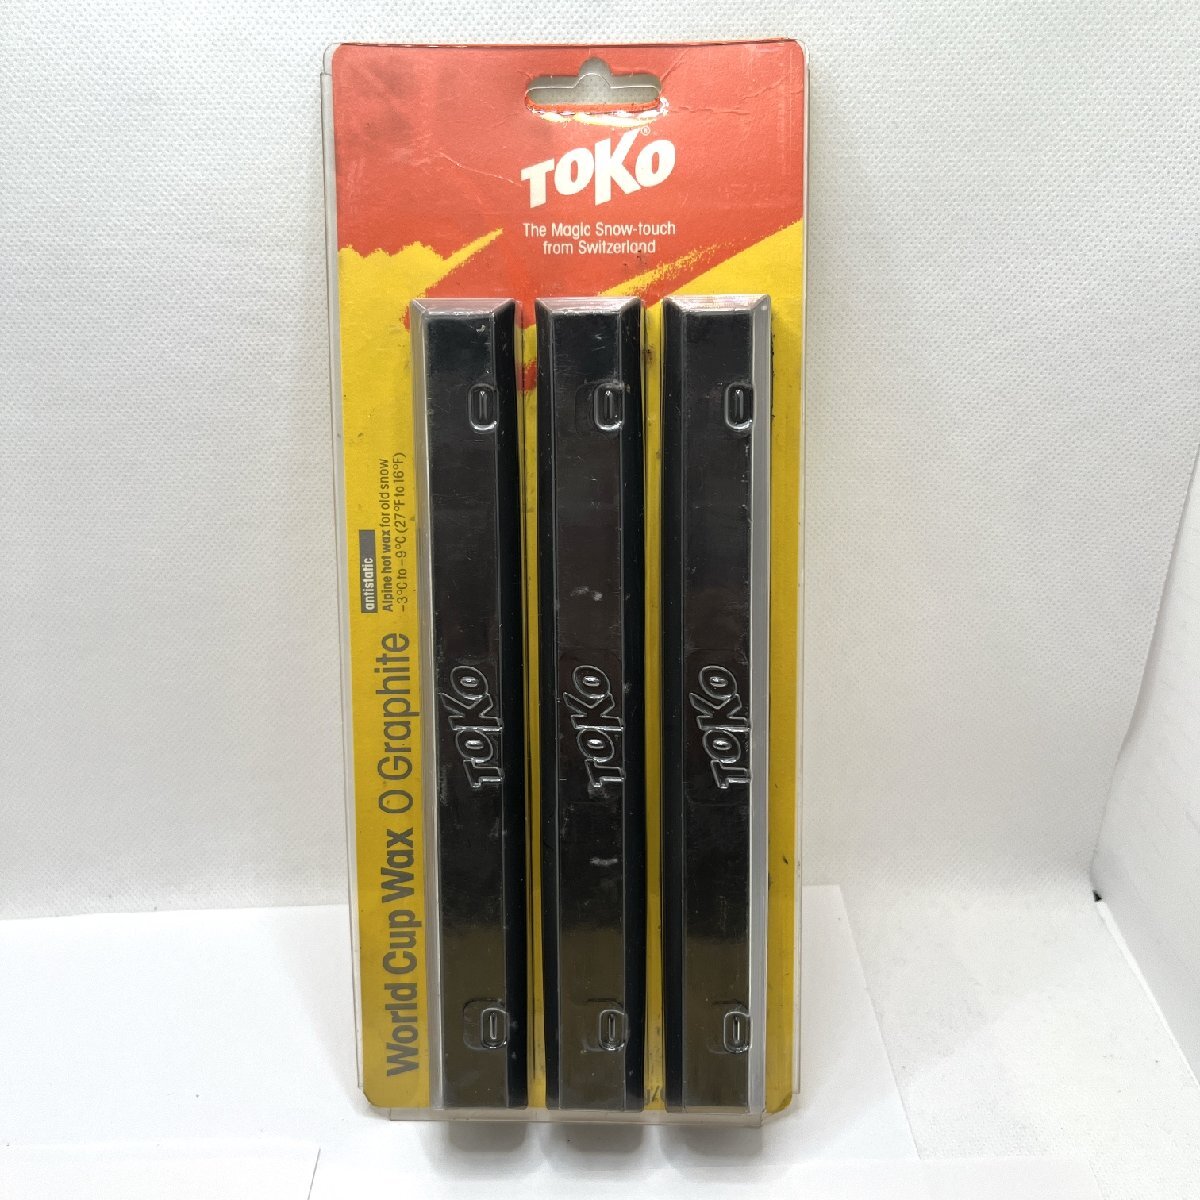 TOKO®
The Magic Snow-touch
from Switzerland
antistatic
Alpine hot wax for old snow
-3°C to -9°C (27°F to 16°F)
World Cup Wax O Graphite
O
O
O
TOKO
TOKO
TOKO
O
O
O